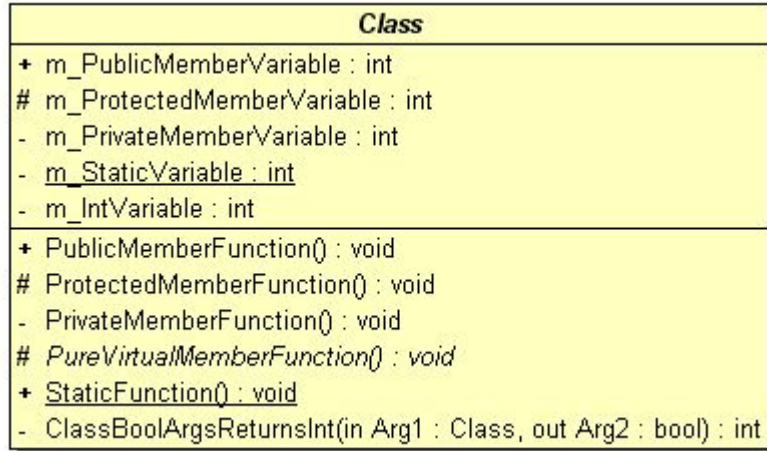 Class
+ m_PublicMemberVariable : int
# m_ProtectedMemberVariable : int
- m_PrivateMemberVariable : int
- m_StaticVariable : int
- m_IntVariable : int
+ PublicMemberFunction() : void
# ProtectedMemberFunction() : void
- PrivateMemberFunction() : void
# PureVirtualMemberFunction() : void
+ StaticFunction() : void
- ClassBoolArgsReturnsInt(in Arg1 : Class, out Arg2 : bool) : int